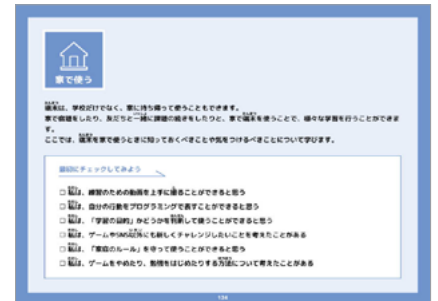 家で使う
端末は、学校だけでなく、家に持ち帰って使うこともできます。
家で宿題をしたり、友だちと一緒に課題の続きをしたりと、家で端末を使うことで、様々な学習を行うことができま
す。
ここでは、端末を家で使うときに知っておくべきことや気をつけるべきことについて学びます。
最初にチェックしてみよう
□ 私は、練習のための動画を上手に撮ることができると思う
□ 私は、自分の行動をプログラミングで表すことができると思う
□ 私は、「学習の目的」かどうかを判断して使うことができると思う
□ 私は、ゲームやSNS以外にも新しくチャレンジしたいことを考えたことがある
□ 私は、「家庭のルール」を守って使うことができると思う
□ 私は、ゲームをやめたり、勉強をはじめたりする方法について考えたことがある